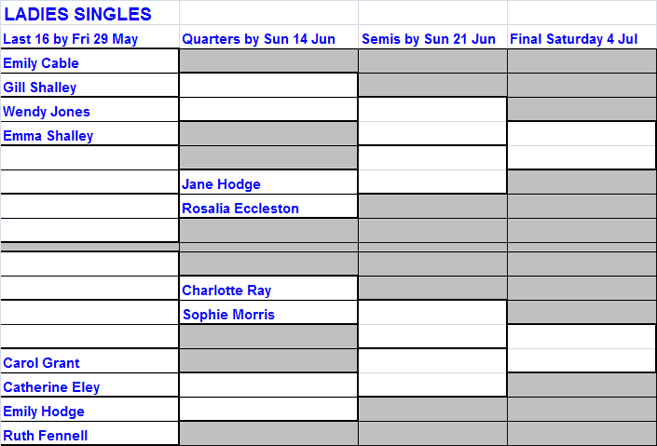 LADIES SINGLES
Last 16 by Fri 29 May Quarters by Sun 14 Jun Semis by Sun 21 Jun Final Saturday 4 Jul
Emily Cable
Gill Shalley
Wendy Jones
Emma Shalley
Jane Hodge
Rosalia Eccleston
Charlotte Ray
Sophie Morris
Carol Grant
Catherine Eley
Emily Hodge
Ruth Fennell